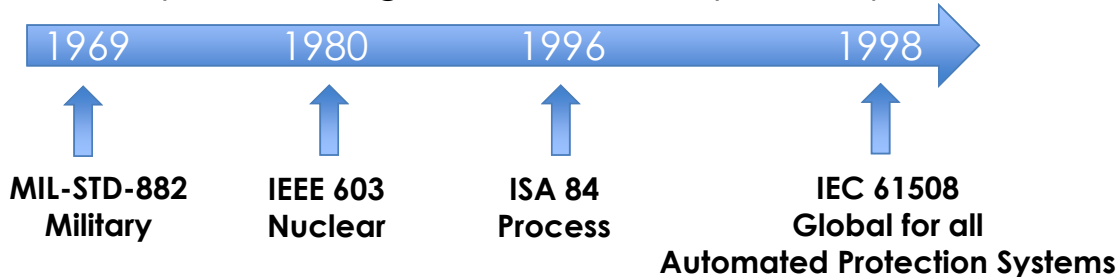 1969 1980 1996 1998
MIL-STD-882 IEEE 603 ISA 84 IEC 61508
Military Nuclear Process Global for all
Automated Protection Systems